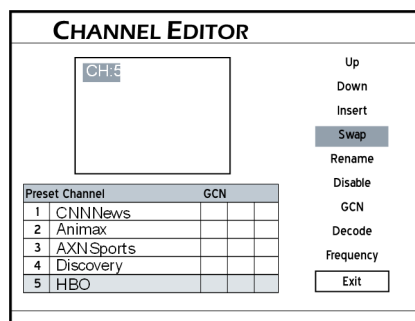 CHANNEL EDITOR
CH:5
Up
Down
Insert
Swap
Rename
Disable
GCN
Decode
Frequency
Exit
Preset Channel GCN
1 CNNNews
2 Animax
3 AXNSports
4 Discovery
5 HBO